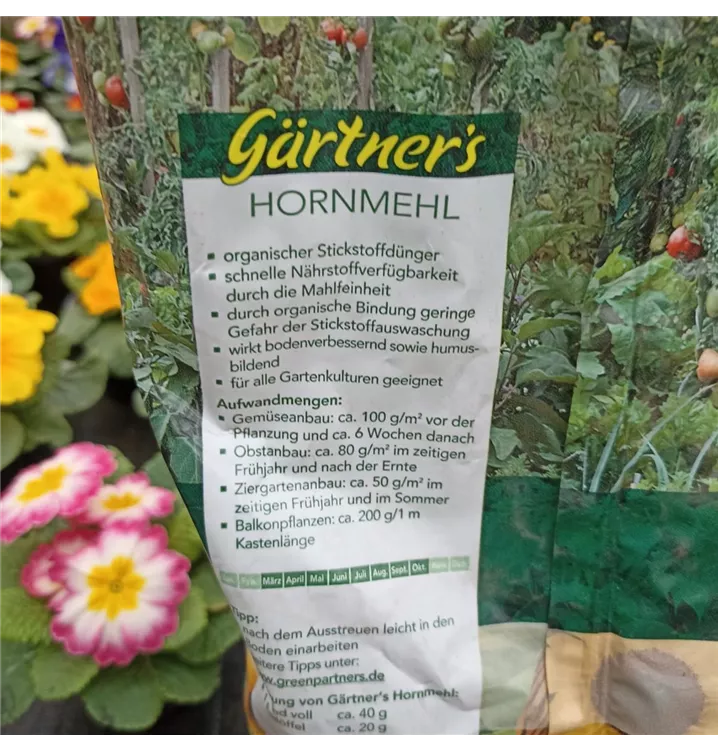 Gärtner's
HORNMEHL
▪ organischer Stickstoffdünger
▪ schnelle Nährstoffverfügbarkeit
durch die Mahlfeinheit
▪ durch organische Bindung geringe
Gefahr der Stickstoffauswaschung
▪ wirkt bodenverbessernd sowie humus-
bildend
▪ für alle Gartenkulturen geeignet
Aufwandmengen:
▪ Gemüseanbau: ca. 100 g/m² vor der
Pflanzung und ca. 6 Wochen danach
▪ Obstanbau: ca. 80 g/m² im zeitigen
Frühjahr und nach der Ernte
▪ Ziergartenanbau: ca. 50 g/m² im
zeitigen Frühjahr und im Sommer
▪ Balkonpflanzen: ca. 200 g/1 m
Kastenlänge
März April Mai Juni Juli Aug. Sept. Okt.
nach dem Ausstreuen leicht in den
einarbeiten
Tipps unter:
.greenpartners.de
von Gärtner's Hornmehl:
voll ca. 40 g
ca. 20 g